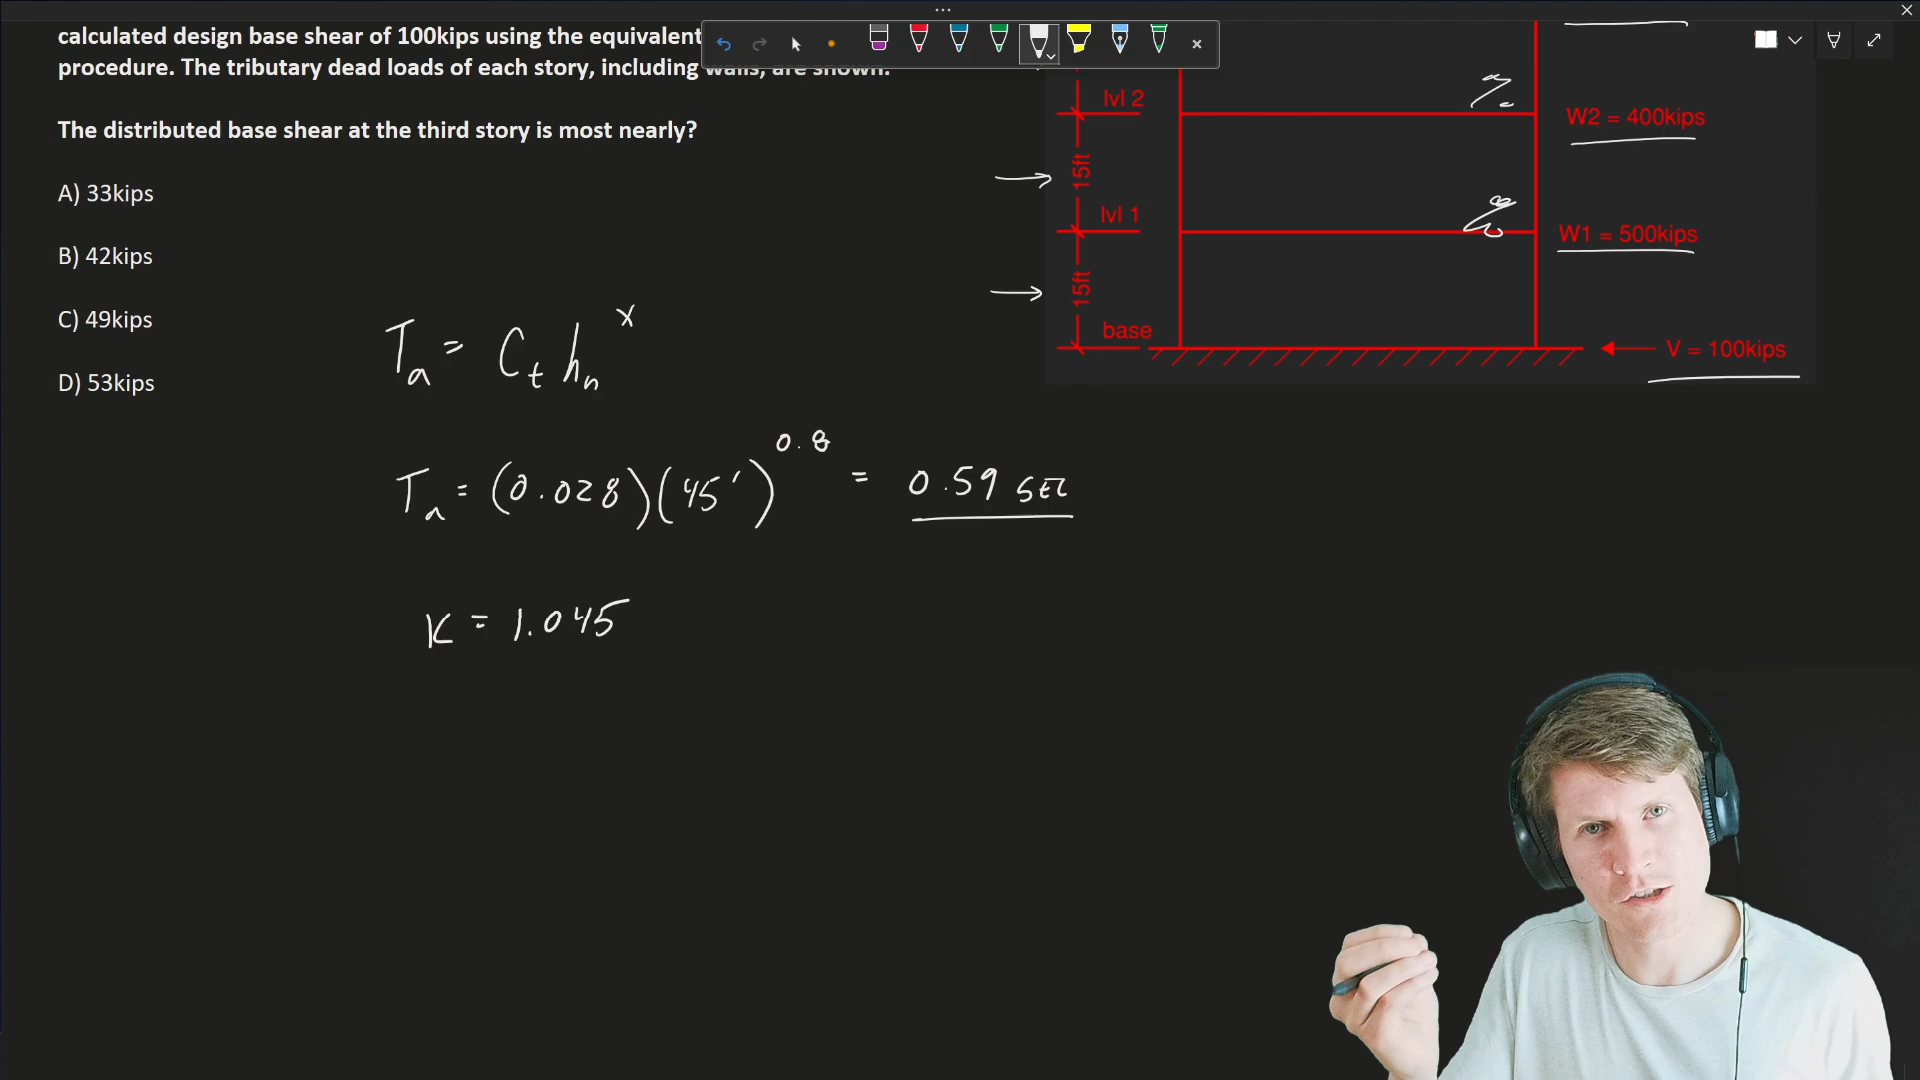 calculated design base shear of 100kips using the equivalent
procedure. The tributary dead loads of each story, including walls, are shown.
The distributed base shear at the third story is most nearly?
A) 33kips
B) 42kips
C) 49kips
D) 53kips
lvl 2
W2 = 400kips
15ft
lvl 1
W1 = 500kips
15ft
base
V = 100kips
Ta = Ct hn^x
Ta = (0.028)(45')^0.8 = 0.59 SEC
K = 1.045